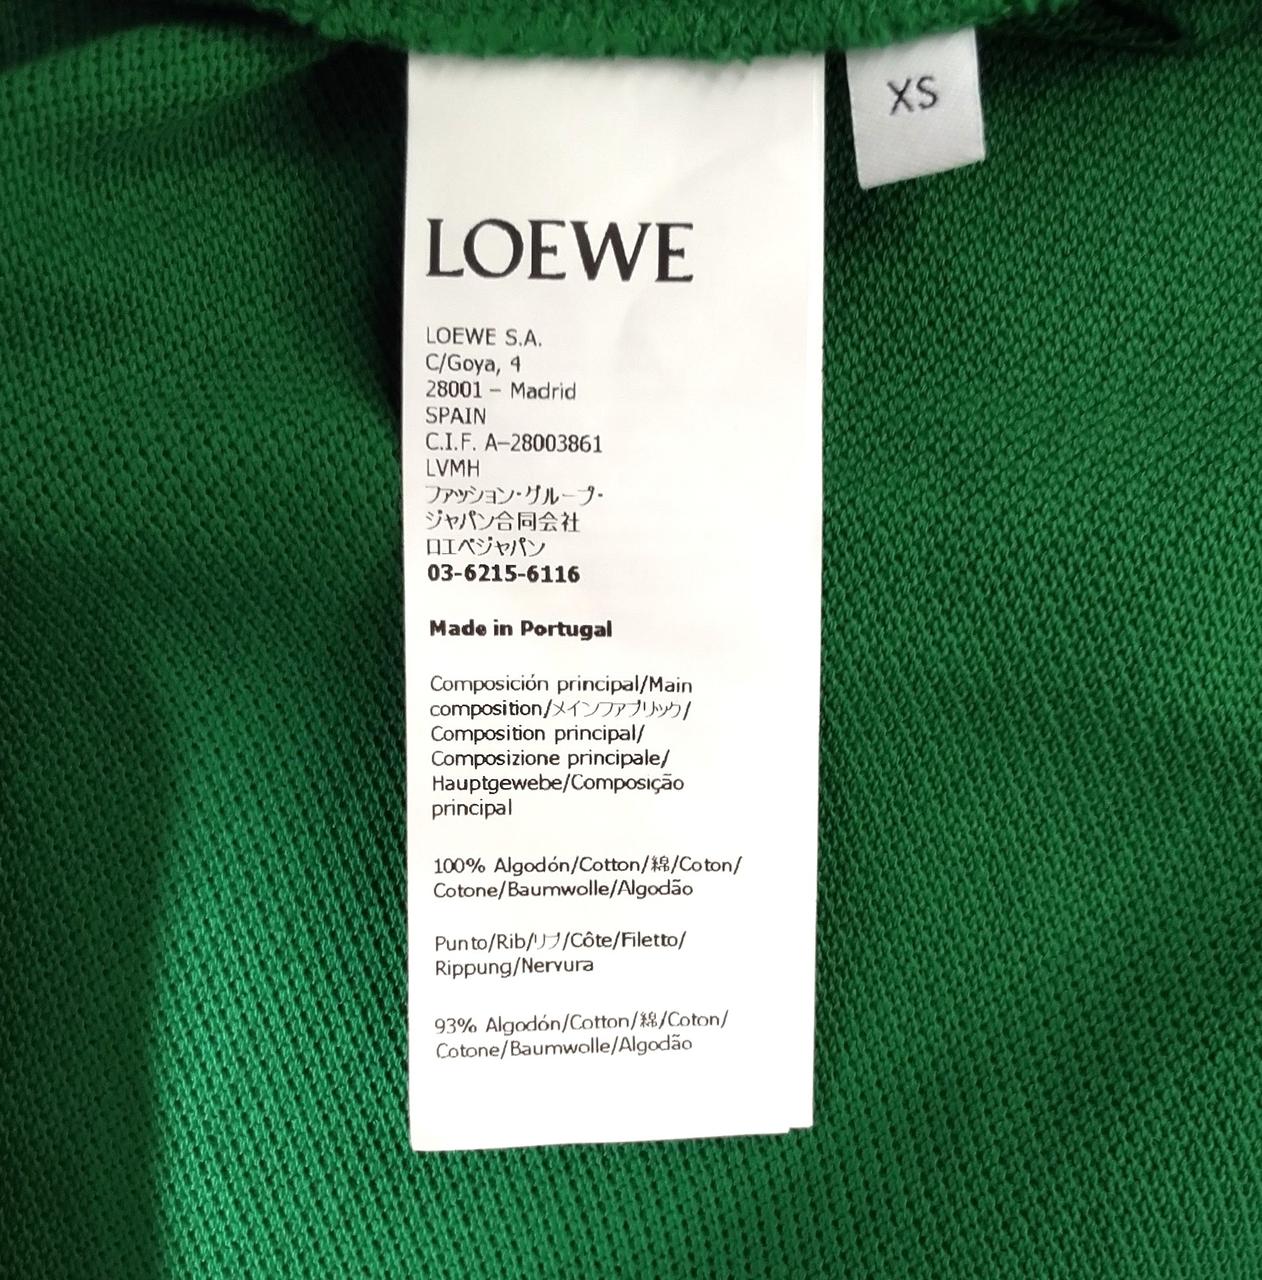 XS
LOEWE
LOEWE S.A.
C/Goya, 4
28001 – Madrid
SPAIN
C.I.F. A–28003861
LVMH
ファッション・グループ・
ジャパン合同会社
ロエベジャパン
03-6215-6116
Made in Portugal
Composición principal/Main
composition/メインファブリック/
Composition principal/
Composizione principale/
Hauptgewebe/Composição
principal
100% Algodón/Cotton/綿/Coton/
Cotone/Baumwolle/Algodão
Punto/Rib/リブ/Côte/Filetto/
Rippung/Nervura
93% Algodón/Cotton/綿/Coton/
Cotone/Baumwolle/Algodão